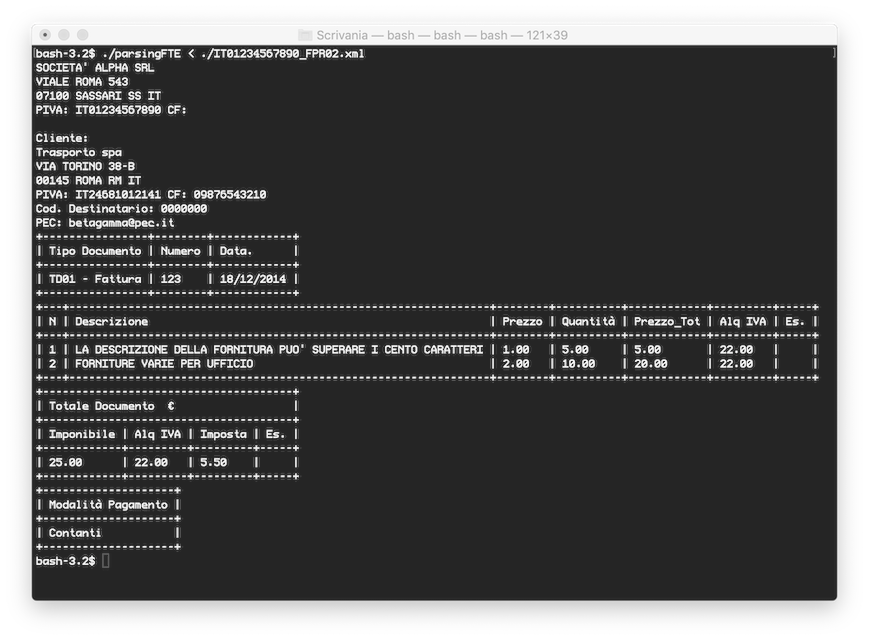 Scrivania — bash — bash — bash — 121×39
bash-3.2$ ./parsingFTE < ./IT01234567890_FPR02.xml
SOCIETA' ALPHA SRL
VIALE ROMA 543
07100 SASSARI SS IT
PIVA: IT01234567890 CF:
Cliente:
Trasporto spa
VIA TORINO 38-B
00145 ROMA RM IT
PIVA: IT24681012141 CF: 09876543210
Cod. Destinatario: 0000000
PEC: betagamma@pec.it
+-----------------+--------+------------+
| Tipo Documento | Numero | Data. |
+-----------------+--------+------------+
| TD01 - Fattura | 123 | 18/12/2014 |
+-----------------+--------+------------+
+---+----------------------------------------------------------------+--------+----------+------------+---------+-----+
| N | Descrizione | Prezzo | Quantità | Prezzo_Tot | Alq IVA | Es. |
+---+----------------------------------------------------------------+--------+----------+------------+---------+-----+
| 1 | LA DESCRIZIONE DELLA FORNITURA PUO' SUPERARE I CENTO CARATTERI | 1.00 | 5.00 | 5.00 | 22.00 | |
| 2 | FORNITURE VARIE PER UFFICIO | 2.00 | 10.00 | 20.00 | 22.00 | |
+---+----------------------------------------------------------------+--------+----------+------------+---------+-----+
+---------------------------------------+
| Totale Documento € |
+------------+---------+---------+-----+
| Imponibile | Alq IVA | Imposta | Es. |
+------------+---------+---------+-----+
| 25.00 | 22.00 | 5.50 | |
+------------+---------+---------+-----+
+--------------------+
| Modalità Pagamento |
+--------------------+
| Contanti |
+--------------------+
bash-3.2$